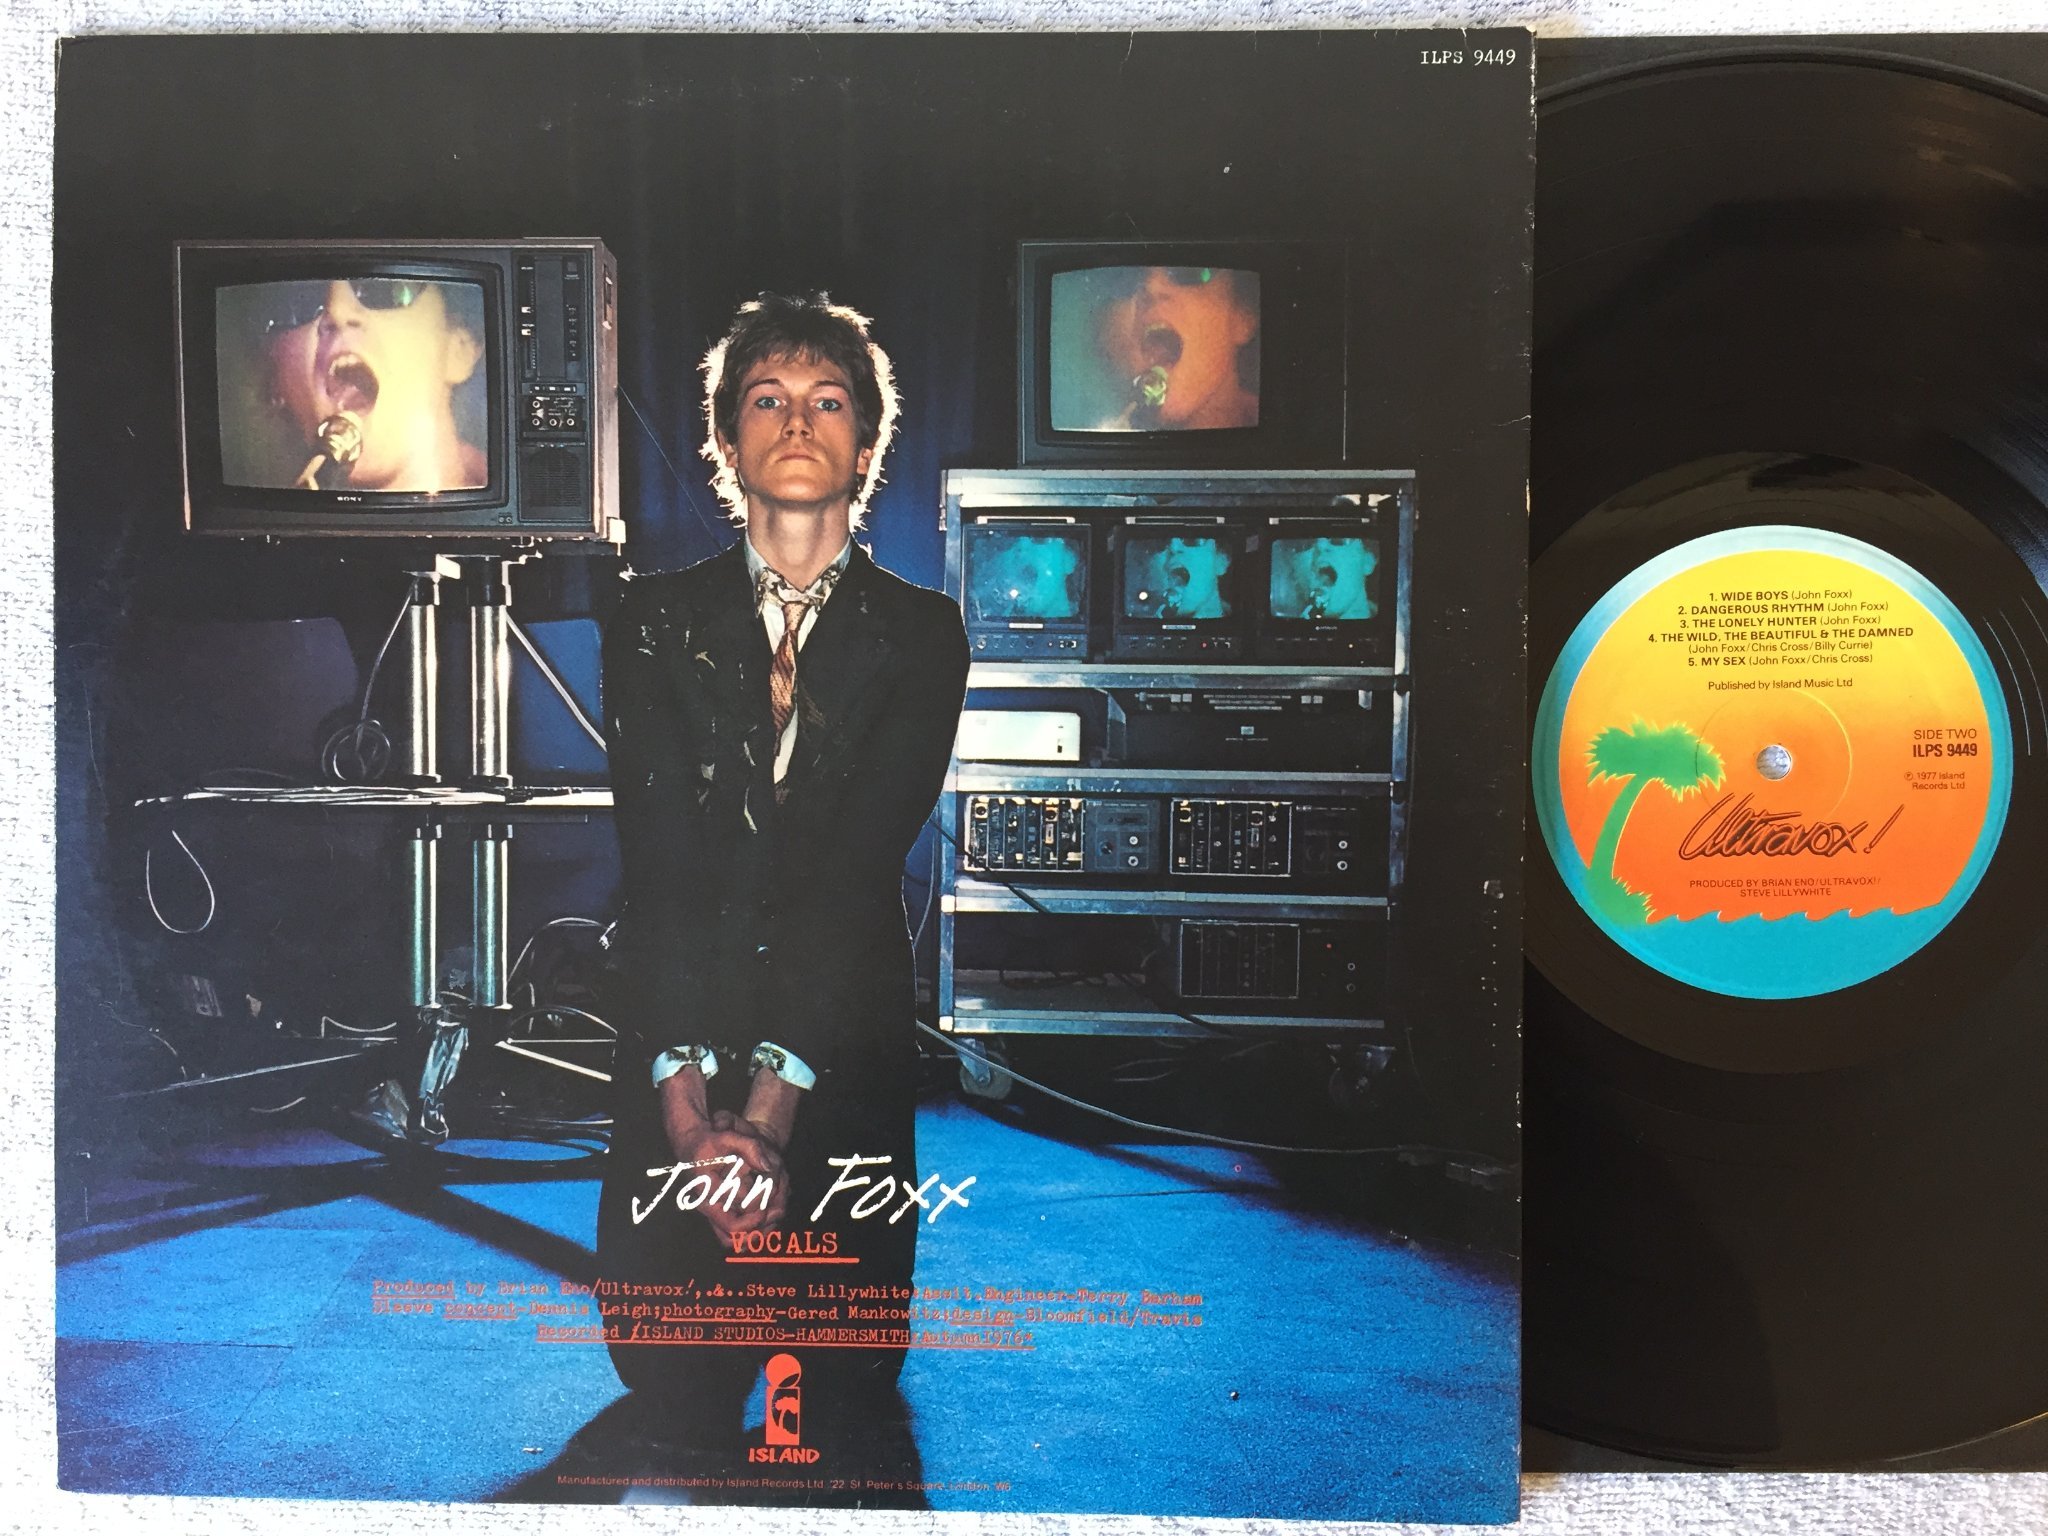 ILPS 9449
SONY
John Foxx
VOCALS
Produced by Brian Eno/Ultravox!,.&..Steve Lillywhite:Assit.Engineer-Terry Barham
Sleeve concept-Dennis Leigh;photography-Gered Mankowitz;design-Bloomfield/Travis
Recorded /ISLAND STUDIOS-HAMMERSMITH:Autumn1976*
ISLAND
Manufactured and distributed by Island Records Ltd. 22, St. Peter's Square, London W6
1. WIDE BOYS (John Foxx)
2. DANGEROUS RHYTHM (John Foxx)
3. THE LONELY HUNTER (John Foxx)
4. THE WILD, THE BEAUTIFUL & THE DAMNED
(John Foxx/Chris Cross/Billy Currie)
5. MY SEX (John Foxx/Chris Cross)
Published by Island Music Ltd
SIDE TWO
ILPS 9449
℗ 1977 Island
Records Ltd
Ultravox!
PRODUCED BY BRIAN ENO/ULTRAVOX!/
STEVE LILLYWHITE